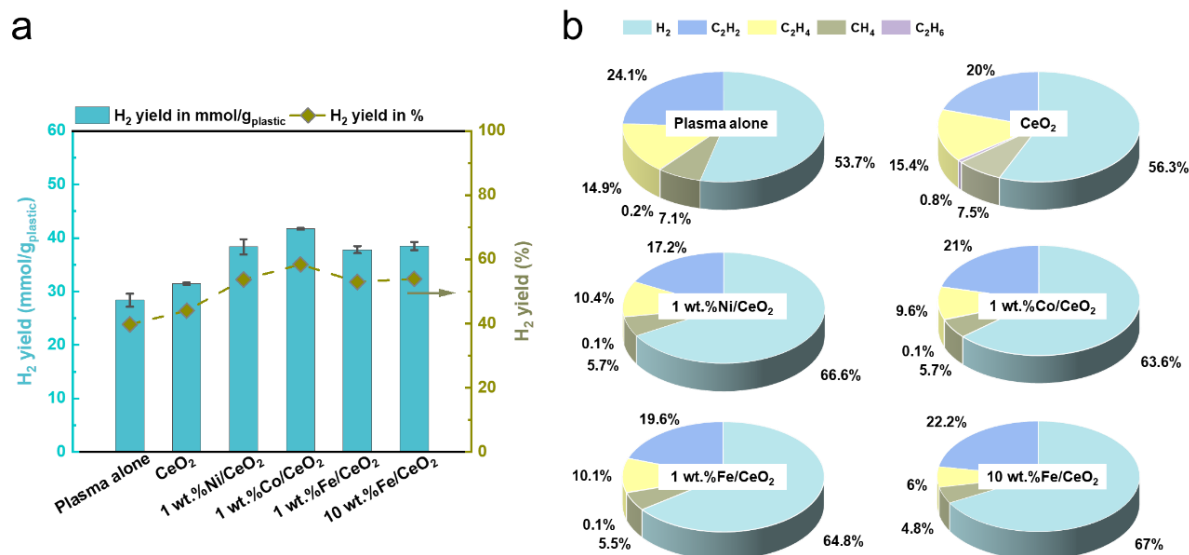 a
H₂ yield in mmol/gplastic
H₂ yield in %
H₂ yield (mmol/gplastic)
60
50
40
30
20
10
0
100
80
60
40
20
0
H₂ yield (%)
Plasma alone
CeO₂
1 wt.%Ni/CeO₂
1 wt.%Co/CeO₂
1 wt.%Fe/CeO₂
10 wt.%Fe/CeO₂
b
H₂ C₂H₂ C₂H₄ CH₄ C₂H₆
24.1%
Plasma alone
53.7%
14.9%
0.2%
7.1%
20%
CeO₂
56.3%
15.4%
0.8%
7.5%
17.2%
10.4%
1 wt.%Ni/CeO₂
0.1%
5.7%
66.6%
21%
9.6%
1 wt.%Co/CeO₂
0.1%
5.7%
63.6%
19.6%
10.1%
1 wt.%Fe/CeO₂
0.1%
5.5%
64.8%
22.2%
6%
10 wt.%Fe/CeO₂
4.8%
67%